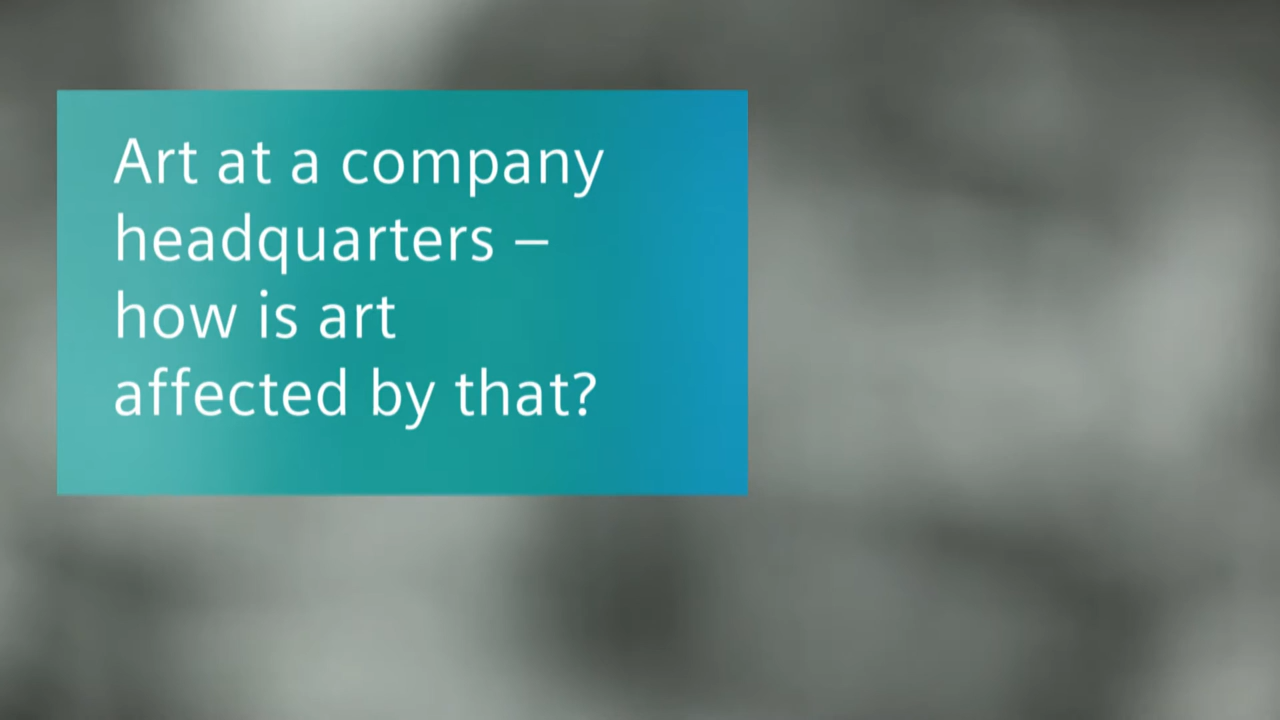 Art at a company
headquarters –
how is art
affected by that?